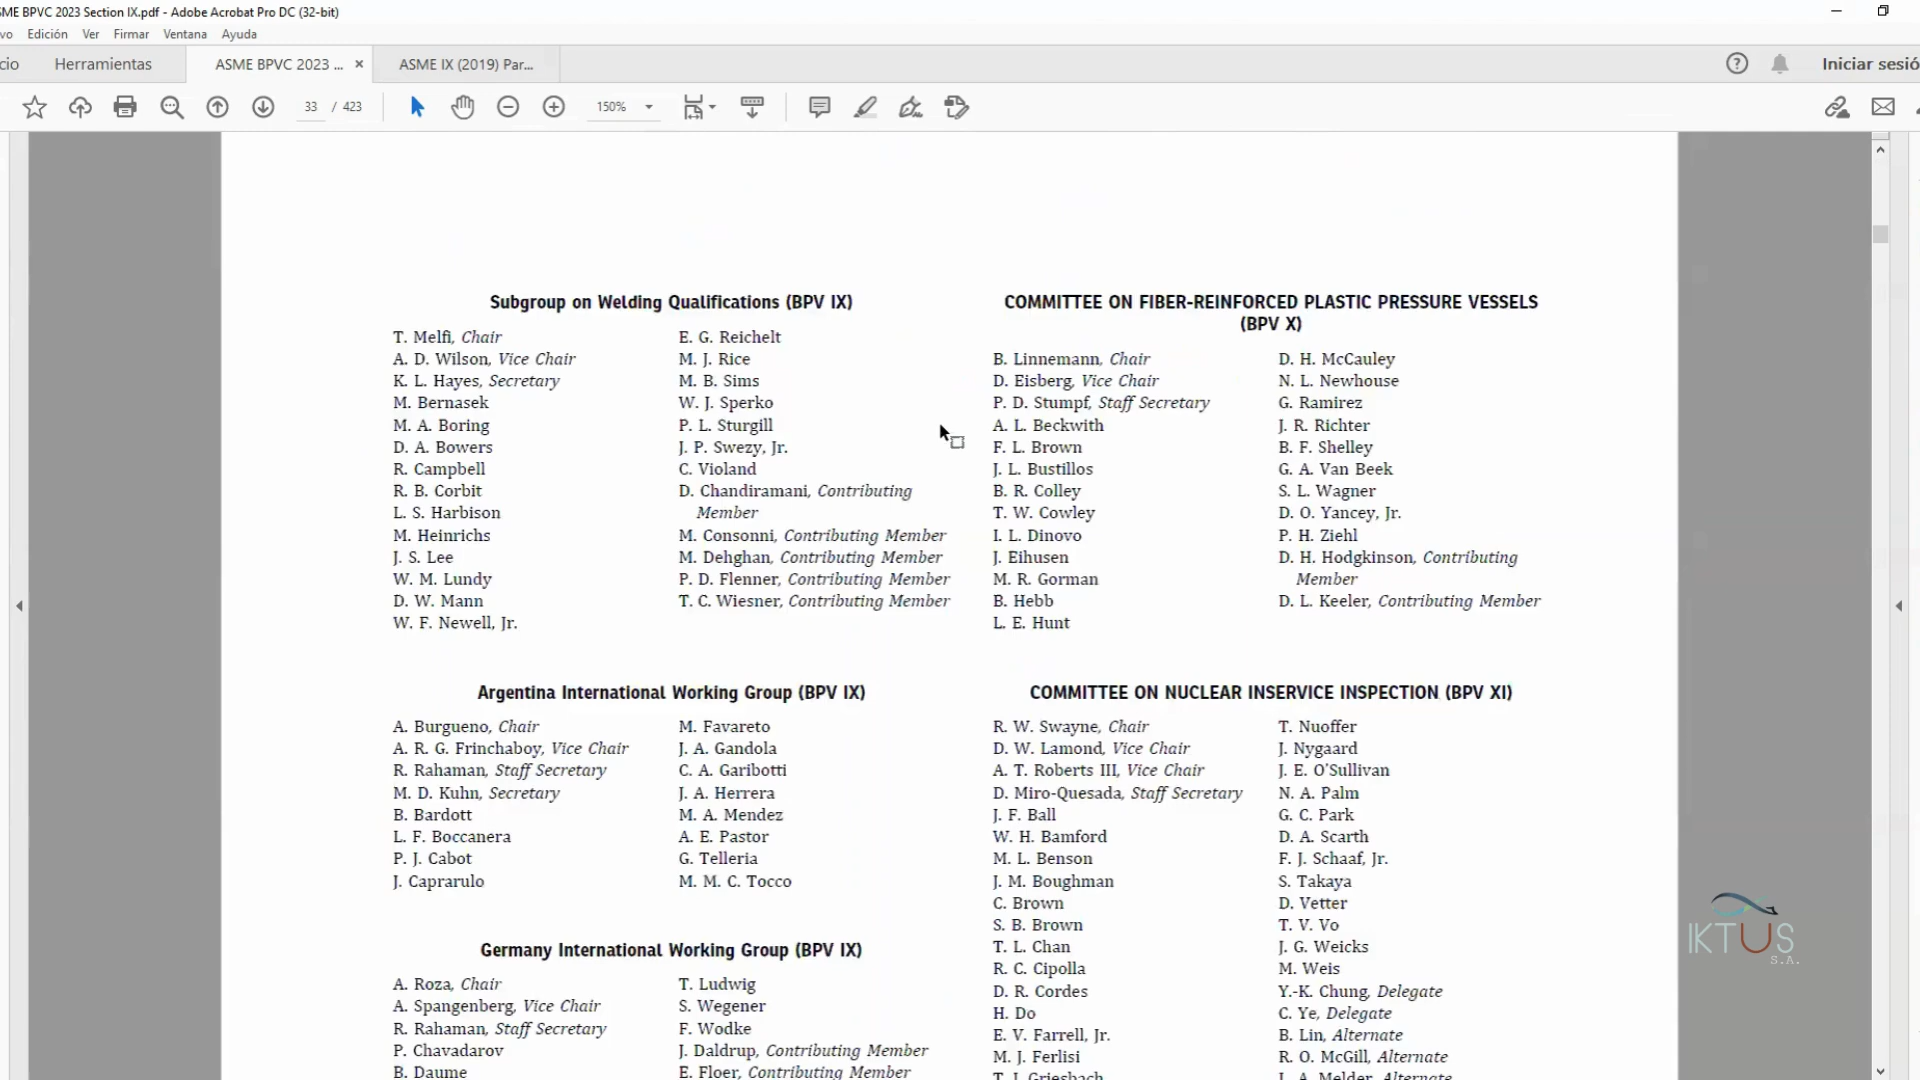 SME BPVC 2023 Section IX.pdf - Adobe Acrobat Pro DC (32-bit)
vo Edición Ver Firmar Ventana Ayuda
cio Herramientas ASME BPVC 2023 ... × ASME IX (2019) Par... Iniciar sesió
33 / 423 150%
Subgroup on Welding Qualifications (BPV IX)
T. Melfi, Chair
A. D. Wilson, Vice Chair
K. L. Hayes, Secretary
M. Bernasek
M. A. Boring
D. A. Bowers
R. Campbell
R. B. Corbit
L. S. Harbison
M. Heinrichs
J. S. Lee
W. M. Lundy
D. W. Mann
W. F. Newell, Jr.
E. G. Reichelt
M. J. Rice
M. B. Sims
W. J. Sperko
P. L. Sturgill
J. P. Swezy, Jr.
C. Violand
D. Chandiramani, Contributing
Member
M. Consonni, Contributing Member
M. Dehghan, Contributing Member
P. D. Flenner, Contributing Member
T. C. Wiesner, Contributing Member
Argentina International Working Group (BPV IX)
A. Burgueno, Chair
A. R. G. Frinchaboy, Vice Chair
R. Rahaman, Staff Secretary
M. D. Kuhn, Secretary
B. Bardott
L. F. Boccanera
P. J. Cabot
J. Caprarulo
M. Favareto
J. A. Gandola
C. A. Garibotti
J. A. Herrera
M. A. Mendez
A. E. Pastor
G. Telleria
M. M. C. Tocco
Germany International Working Group (BPV IX)
A. Roza, Chair
A. Spangenberg, Vice Chair
R. Rahaman, Staff Secretary
P. Chavadarov
B. Daume
T. Ludwig
S. Wegener
F. Wodke
J. Daldrup, Contributing Member
E. Floer, Contributing Member
COMMITTEE ON FIBER-REINFORCED PLASTIC PRESSURE VESSELS
(BPV X)
B. Linnemann, Chair
D. Eisberg, Vice Chair
P. D. Stumpf, Staff Secretary
A. L. Beckwith
F. L. Brown
J. L. Bustillos
B. R. Colley
T. W. Cowley
I. L. Dinovo
J. Eihusen
M. R. Gorman
B. Hebb
L. E. Hunt
D. H. McCauley
N. L. Newhouse
G. Ramirez
J. R. Richter
B. F. Shelley
G. A. Van Beek
S. L. Wagner
D. O. Yancey, Jr.
P. H. Ziehl
D. H. Hodgkinson, Contributing
Member
D. L. Keeler, Contributing Member
COMMITTEE ON NUCLEAR INSERVICE INSPECTION (BPV XI)
R. W. Swayne, Chair
D. W. Lamond, Vice Chair
A. T. Roberts III, Vice Chair
D. Miro-Quesada, Staff Secretary
J. F. Ball
W. H. Bamford
M. L. Benson
J. M. Boughman
C. Brown
S. B. Brown
T. L. Chan
R. C. Cipolla
D. R. Cordes
H. Do
E. V. Farrell, Jr.
M. J. Ferlisi
T. J. Griesbach
T. Nuoffer
J. Nygaard
J. E. O'Sullivan
N. A. Palm
G. C. Park
D. A. Scarth
F. J. Schaaf, Jr.
S. Takaya
D. Vetter
T. V. Vo
J. G. Weicks
M. Weis
Y.-K. Chung, Delegate
C. Ye, Delegate
B. Lin, Alternate
R. O. McGill, Alternate
L. A. Melder, Alternate
IKTUS
S.A.